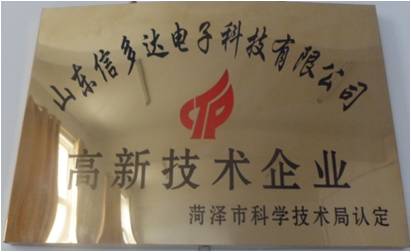 山东信多达电子科技有限公司
高新技术企业
菏泽市科学技术局认定